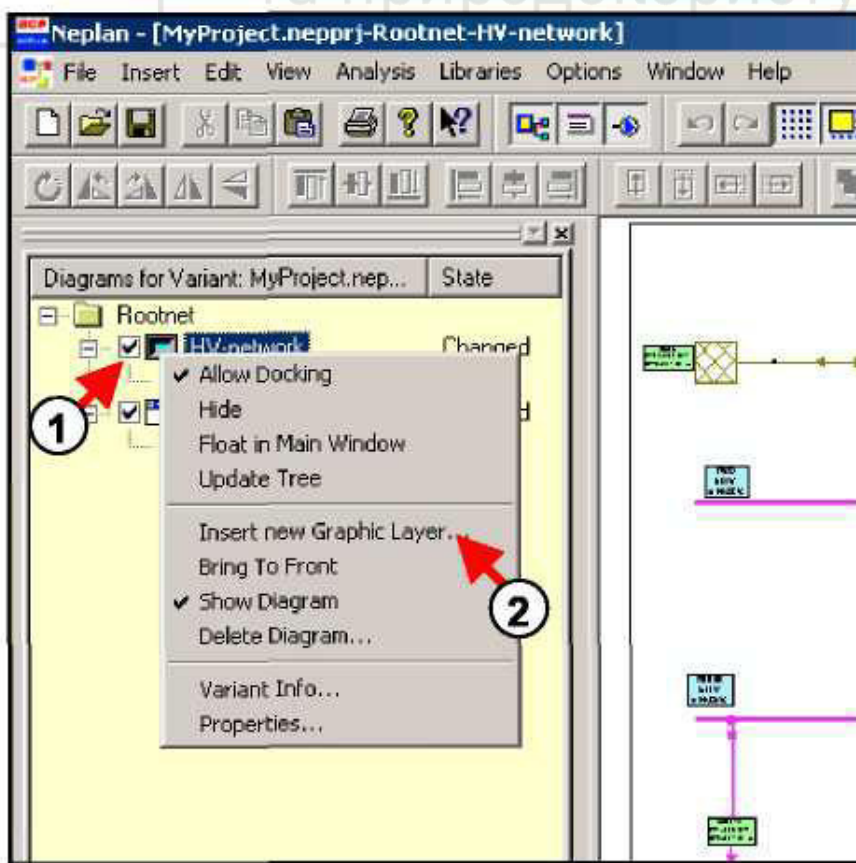 природокористу
Neplan - [MyProject.nepprj-Rootnet-HV-network]
File Insert Edit View Analysis Libraries Options Window Help
Diagrams for Variant: MyProject.nep... State
Rootnet
HV-network Changed
Allow Docking
Hide
Float in Main Window
Update Tree
Insert new Graphic Layer...
Bring To Front
Show Diagram
Delete Diagram...
Variant Info...
Properties...
1
2